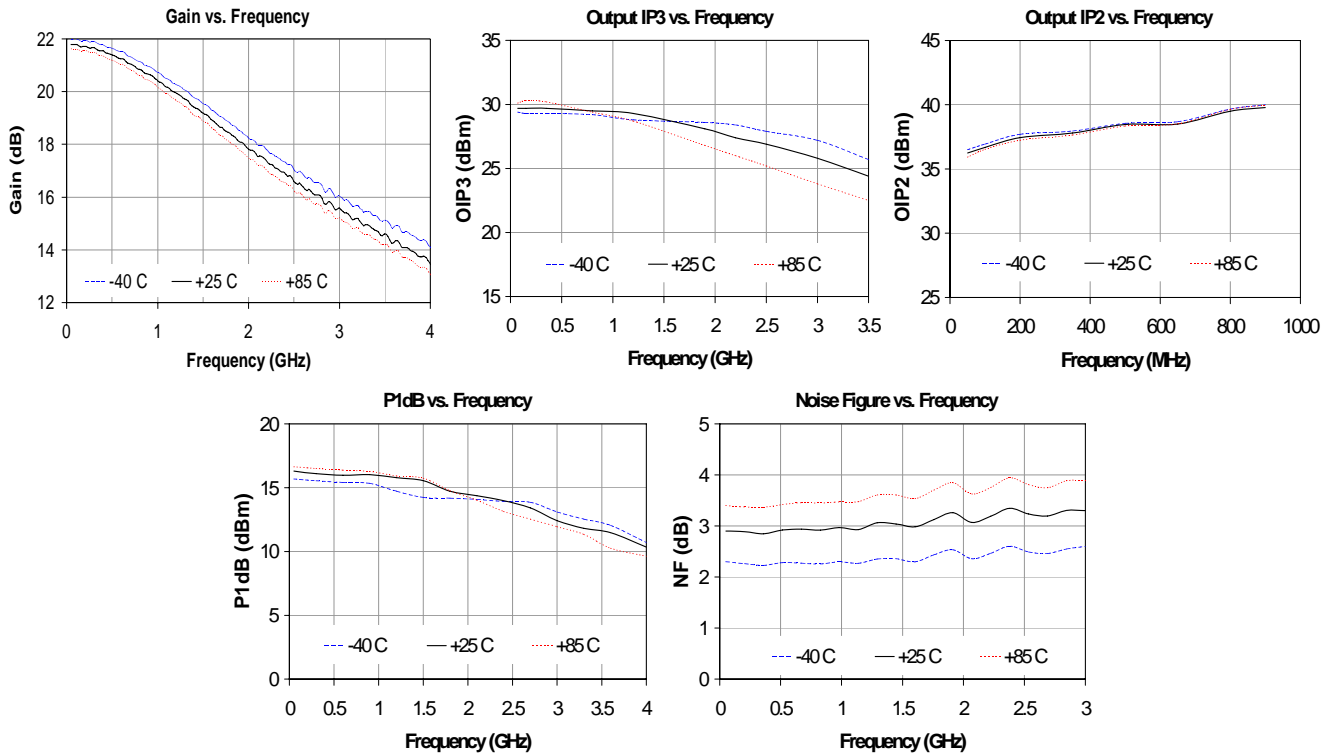 Gain vs. Frequency
Gain (dB)
22
20
18
16
14
12
-40 C +25 C +85 C
0 1 2 3 4
Frequency (GHz)
Output IP3 vs. Frequency
OIP3 (dBm)
35
30
25
20
15
-40 C +25 C +85 C
0 0.5 1 1.5 2 2.5 3 3.5
Frequency (GHz)
Output IP2 vs. Frequency
OIP2 (dBm)
45
40
35
30
25
-40 C +25 C +85 C
0 200 400 600 800 1000
Frequency (MHz)
P1dB vs. Frequency
P1dB (dBm)
20
15
10
5
0
-40 C +25 C +85 C
0 0.5 1 1.5 2 2.5 3 3.5 4
Frequency (GHz)
Noise Figure vs. Frequency
NF (dB)
5
4
3
2
1
0
-40 C +25 C +85 C
0 0.5 1 1.5 2 2.5 3
Frequency (GHz)